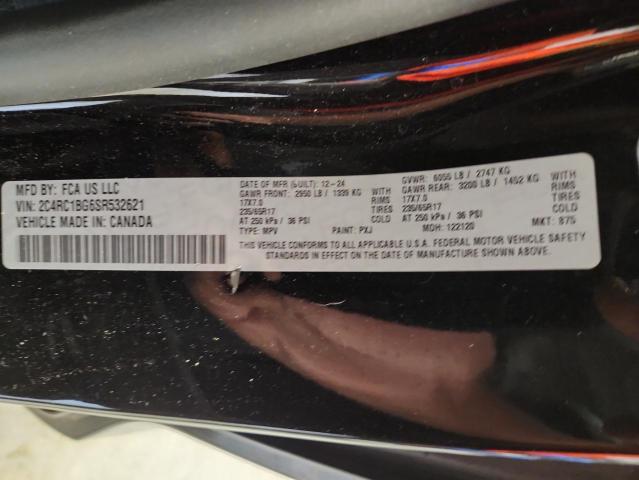 MFD BY: FCA US LLC
VIN: 2C4RC1BG6SR532621
VEHICLE MADE IN: CANADA
DATE OF MFR (BUILT): 12-24 GVWR: 6055 LB / 2747 KG
GAWR FRONT: 2950 LB / 1339 KG WITH GAWR REAR: 3200 LB / 1452 KG WITH
17X7.0 RIMS 17X7.0 RIMS
235/65R17 TIRES 235/65R17 TIRES
AT 250 kPa / 36 PSI COLD AT 250 kPa / 36 PSI COLD
TYPE: MPV PAINT: PXJ MDH: 122120 MKT: 875
THIS VEHICLE CONFORMS TO ALL APPLICABLE U.S.A. FEDERAL MOTOR VEHICLE SAFETY
STANDARDS IN EFFECT ON THE DATE OF MANUFACTURE SHOWN ABOVE.